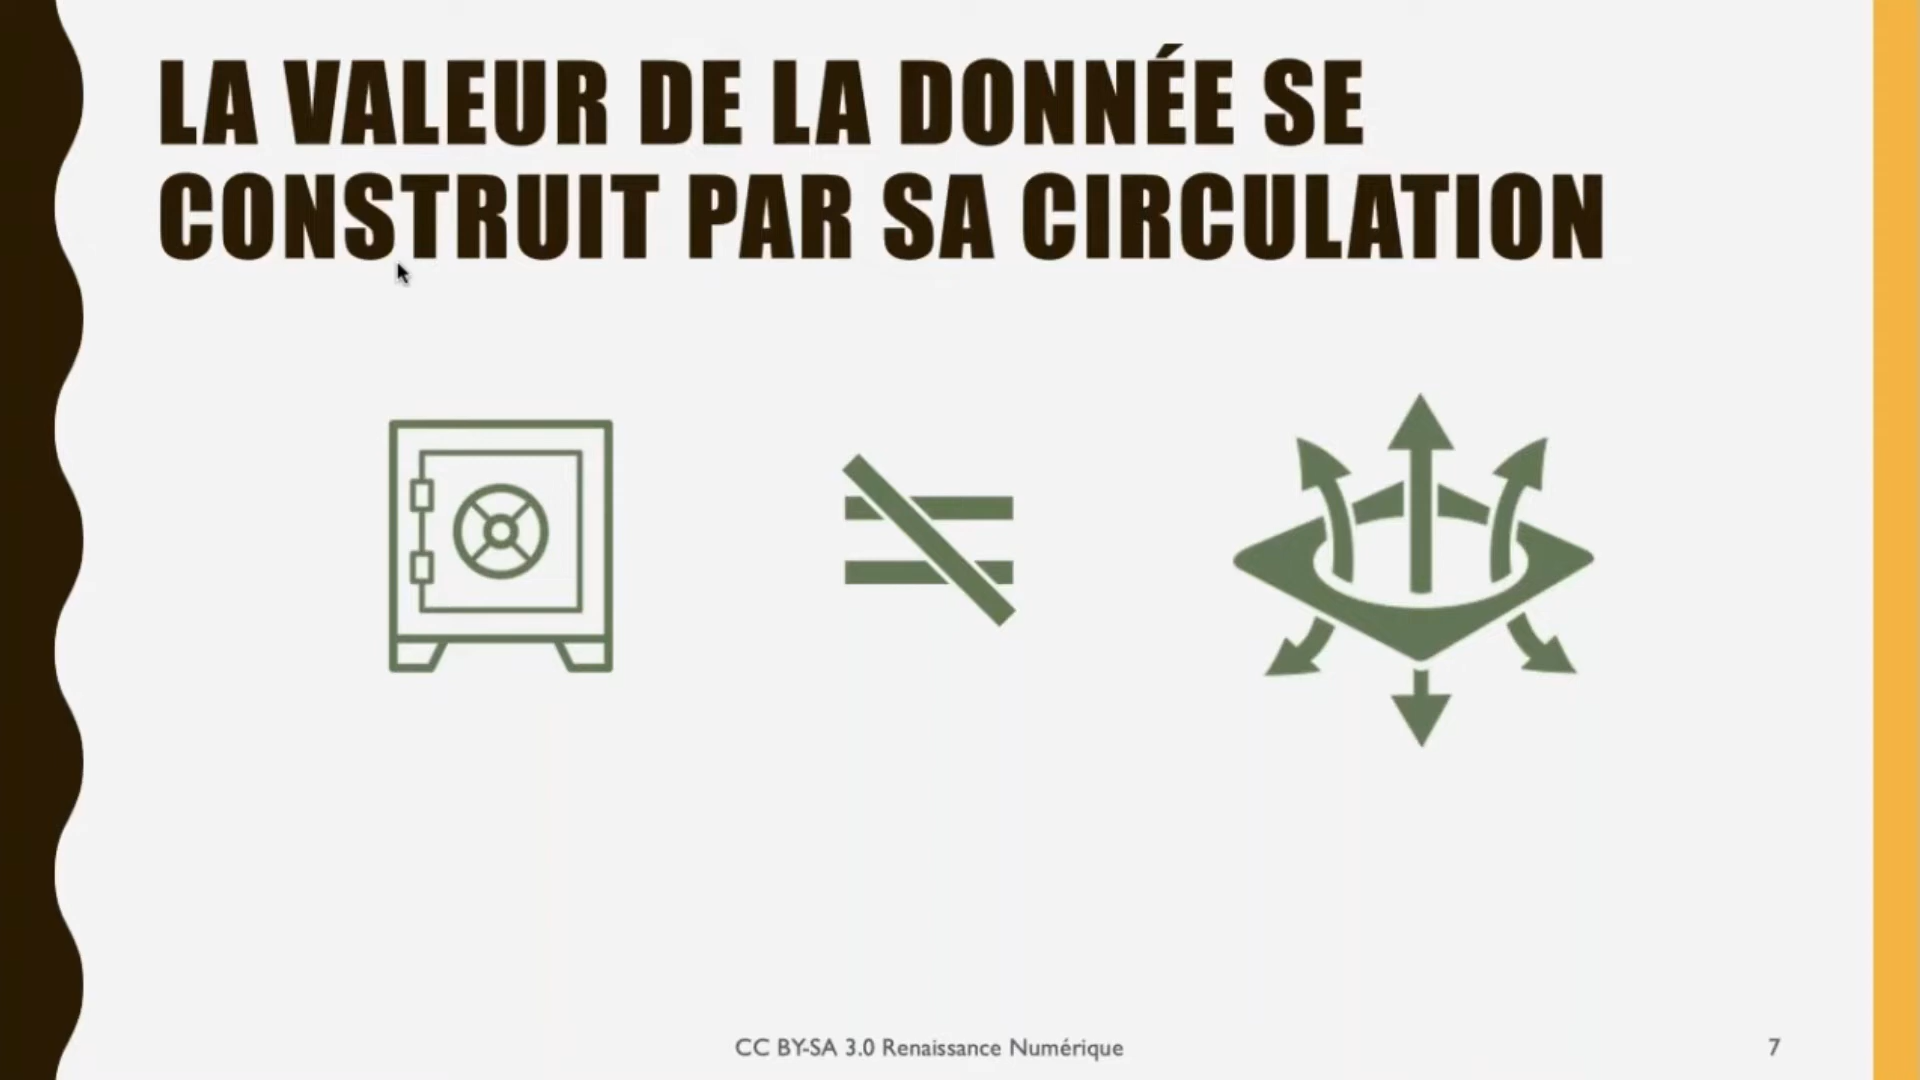 LA VALEUR DE LA DONNÉE SE
CONSTRUIT PAR SA CIRCULATION
CC BY-SA 3.0 Renaissance Numérique
7